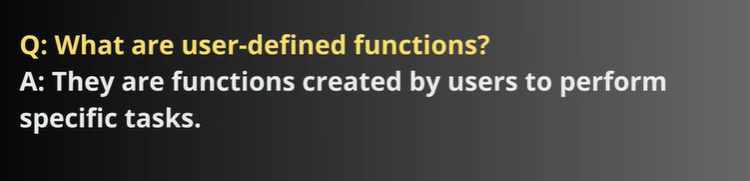 Q: What are user-defined functions?
A: They are functions created by users to perform
specific tasks.